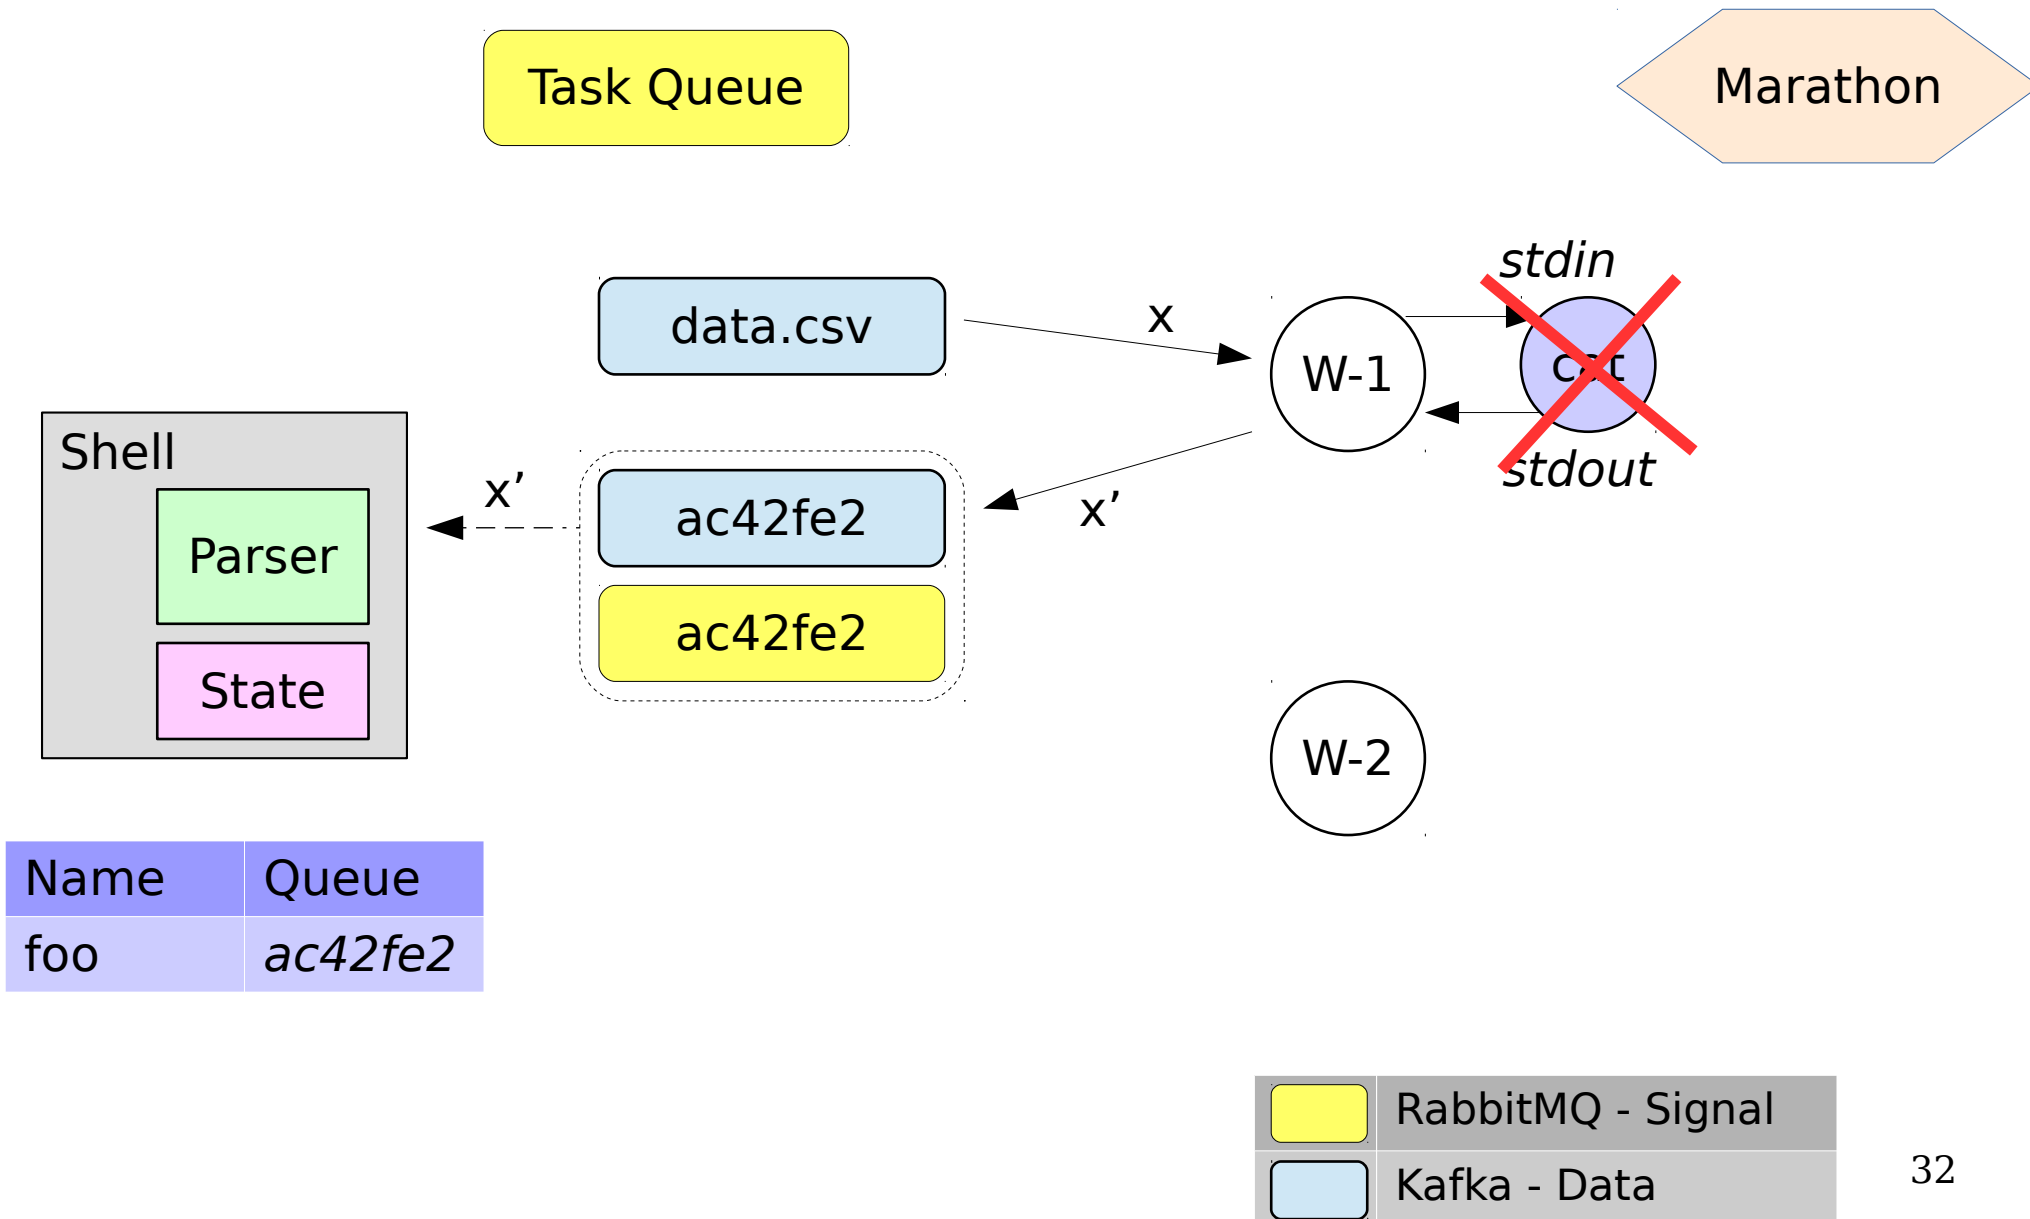 Task Queue
Marathon
stdin
data.csv
x
W-1
cat
Shell
x’
ac42fe2
x’
stdout
Parser
ac42fe2
State
W-2
Name Queue
foo ac42fe2
RabbitMQ - Signal
Kafka - Data
32